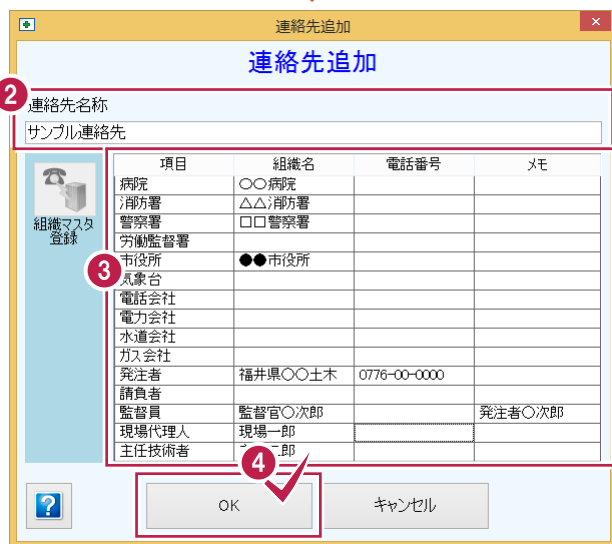 連絡先追加
連絡先追加
2
連絡先名称
サンプル連絡先
組織マスタ
登録
項目 組織名 電話番号 メモ
病院 〇〇病院
消防署 △△消防署
警察署 □□警察署
労働監督署
市役所 ●●市役所
3
気象台
電話会社
電力会社
水道会社
ガス会社
発注者 福井県〇〇土木 0776-00-0000
請負者
監督員 監督官〇次郎 発注者〇次郎
現場代理人 現場一郎
主任技術者 郎
4
?
OK キャンセル